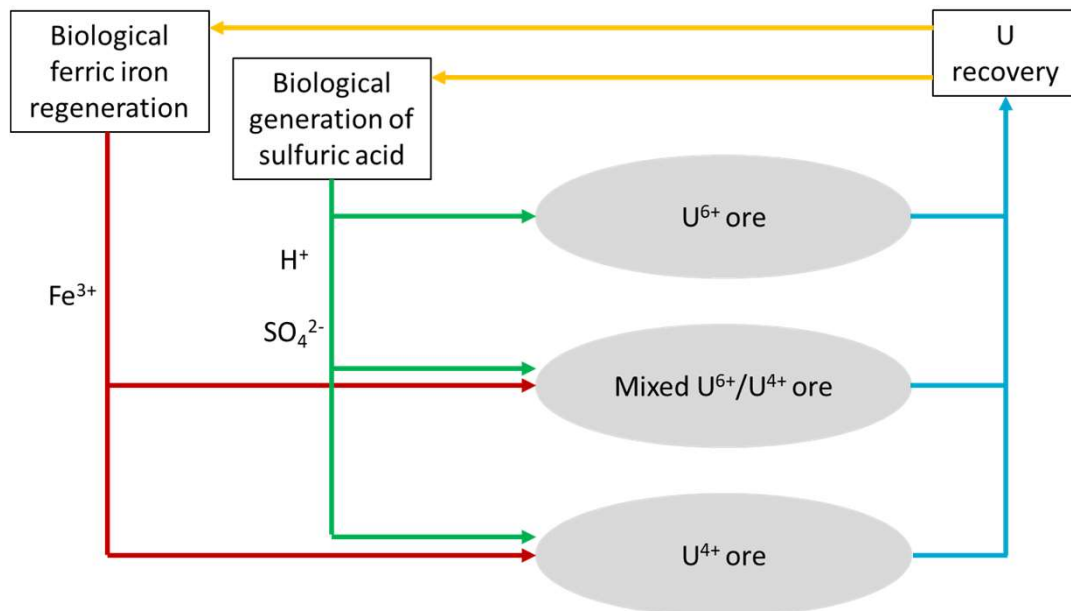 Biological
ferric iron
regeneration
Biological
generation of
sulfuric acid
U
recovery
U⁶⁺ ore
H⁺
Fe³⁺
SO₄²⁻
Mixed U⁶⁺/U⁴⁺ ore
U⁴⁺ ore